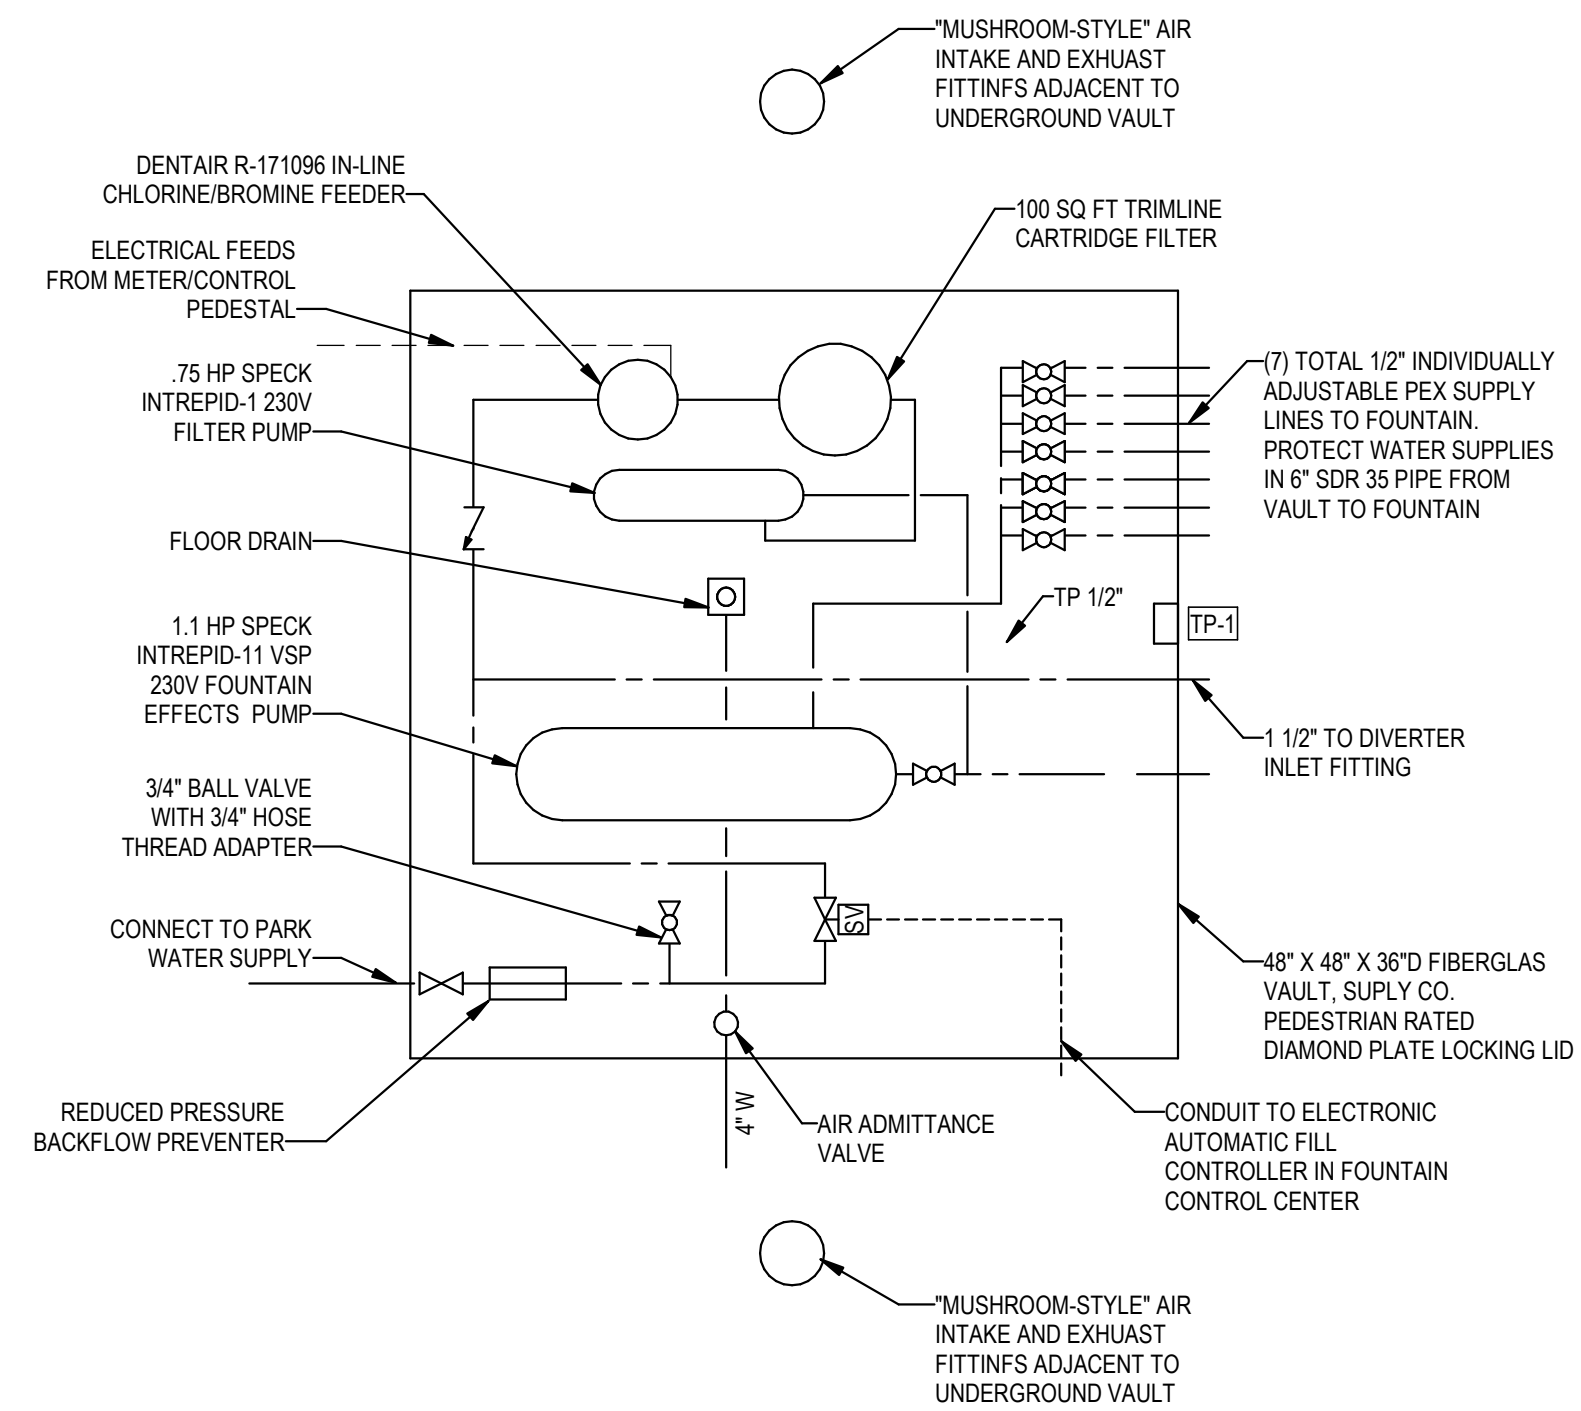 "MUSHROOM-STYLE" AIR
INTAKE AND EXHUAST
FITTINFS ADJACENT TO
UNDERGROUND VAULT
DENTAIR R-171096 IN-LINE
CHLORINE/BROMINE FEEDER
100 SQ FT TRIMLINE
CARTRIDGE FILTER
ELECTRICAL FEEDS
FROM METER/CONTROL
PEDESTAL
.75 HP SPECK
INTREPID-1 230V
FILTER PUMP
(7) TOTAL 1/2" INDIVIDUALLY
ADJUSTABLE PEX SUPPLY
LINES TO FOUNTAIN.
PROTECT WATER SUPPLIES
IN 6" SDR 35 PIPE FROM
VAULT TO FOUNTAIN
FLOOR DRAIN
TP 1/2"
TP-1
1.1 HP SPECK
INTREPID-11 VSP
230V FOUNTAIN
EFFECTS  PUMP
1 1/2" TO DIVERTER
INLET FITTING
3/4" BALL VALVE
WITH 3/4" HOSE
THREAD ADAPTER
SV
CONNECT TO PARK
WATER SUPPLY
48" X 48" X 36"D FIBERGLAS
VAULT, SUPLY CO.
PEDESTRIAN RATED
DIAMOND PLATE LOCKING LID
REDUCED PRESSURE
BACKFLOW PREVENTER
4" W
AIR ADMITTANCE
VALVE
CONDUIT TO ELECTRONIC
AUTOMATIC FILL
CONTROLLER IN FOUNTAIN
CONTROL CENTER
"MUSHROOM-STYLE" AIR
INTAKE AND EXHUAST
FITTINFS ADJACENT TO
UNDERGROUND VAULT